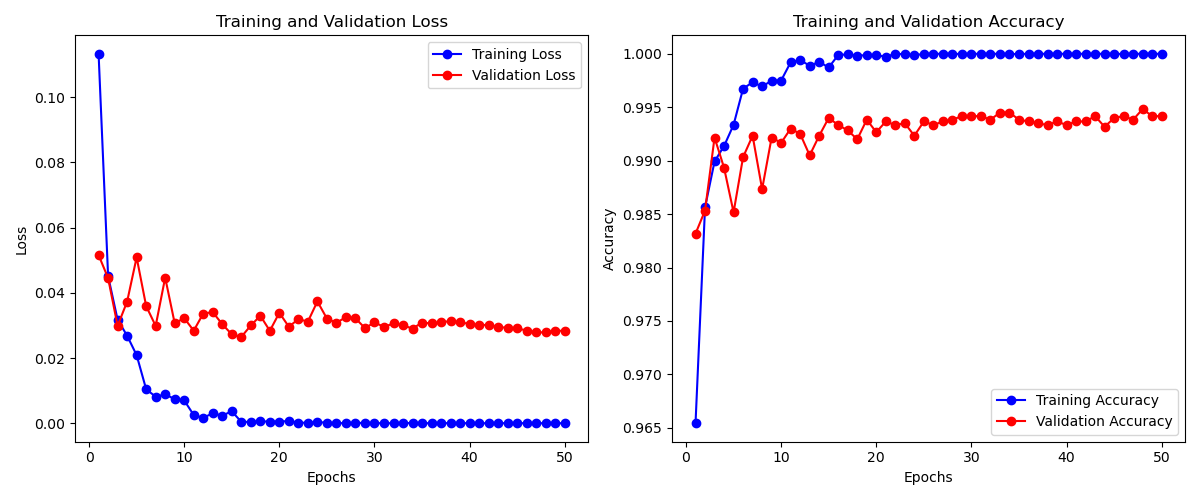 Training and Validation Loss
Training Loss
Validation Loss
0.10
0.08
0.06
0.04
0.02
0.00
Loss
0
10
20
30
40
50
Epochs
Training and Validation Accuracy
1.000
0.995
0.990
0.985
0.980
0.975
0.970
0.965
Accuracy
Training Accuracy
Validation Accuracy
0
10
20
30
40
50
Epochs